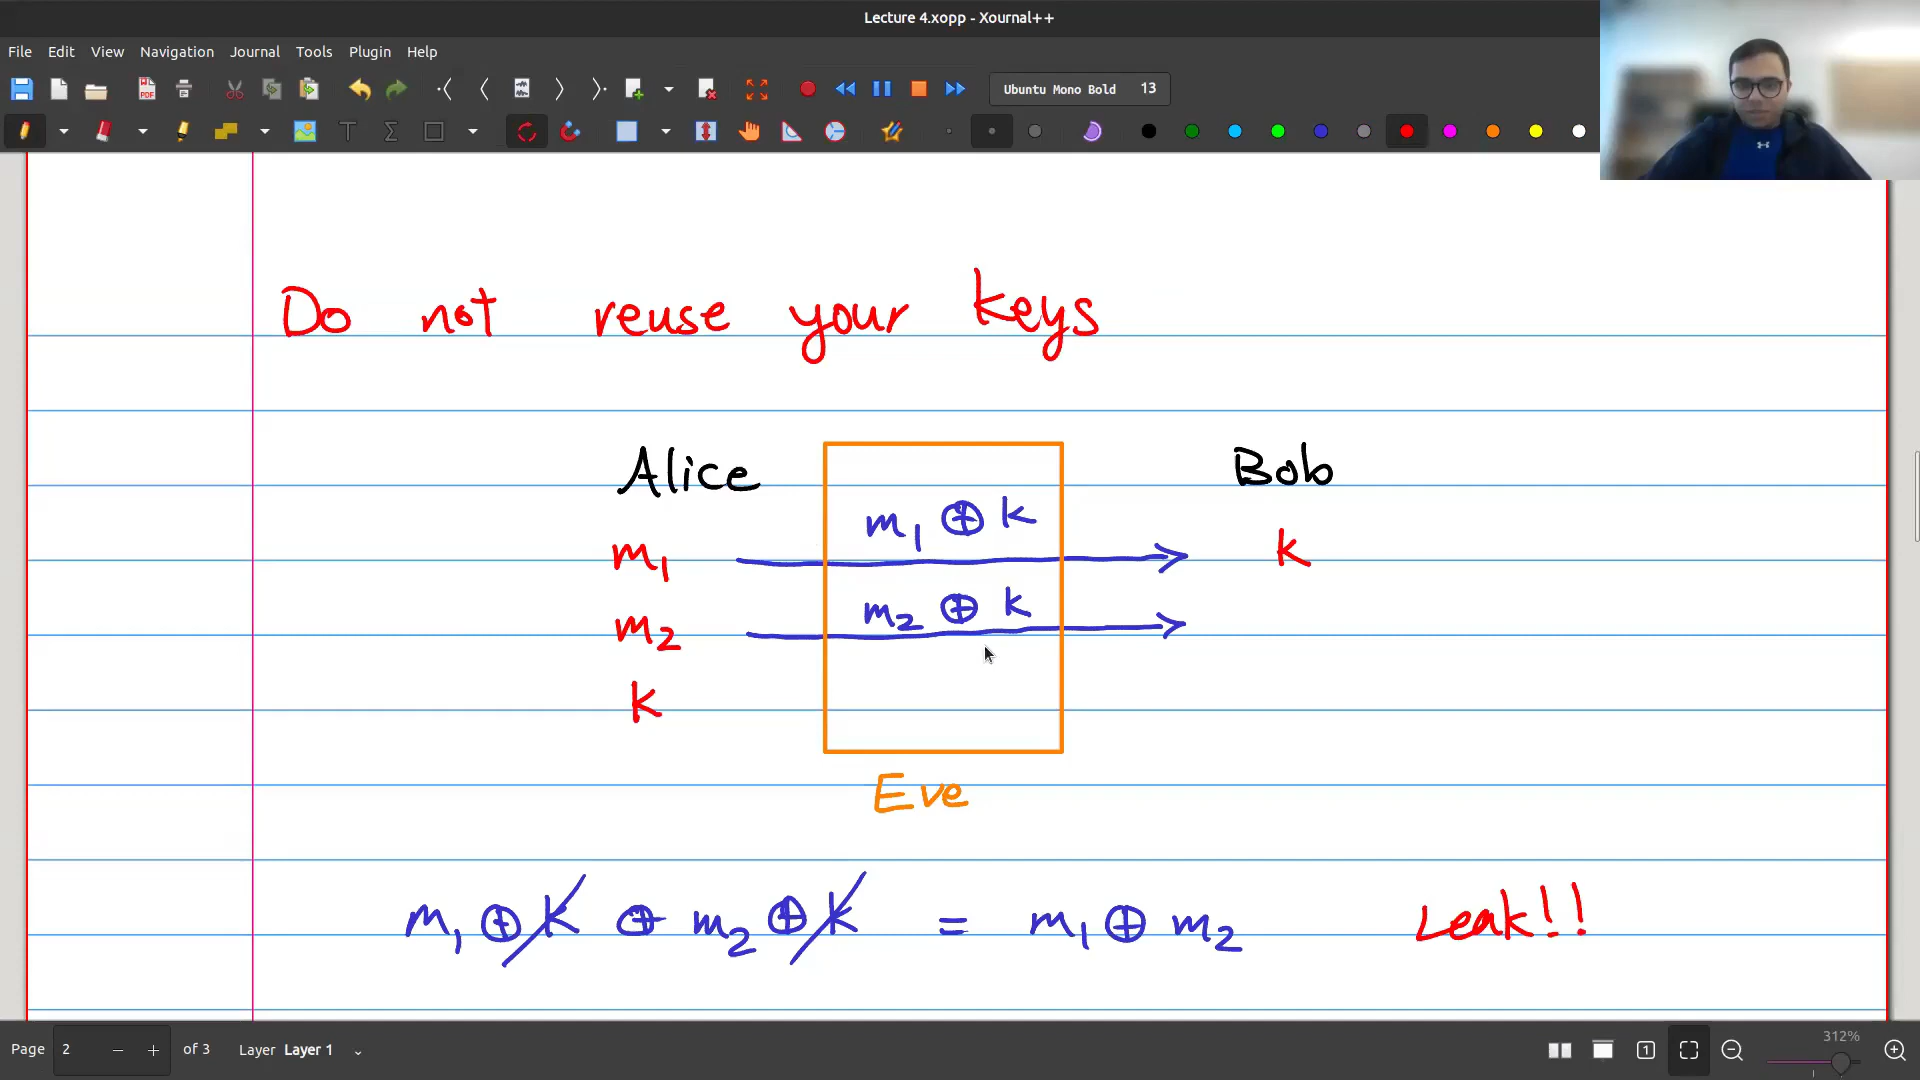 Lecture 4.xopp - Xournal++
File Edit View Navigation Journal Tools Plugin Help
Ubuntu Mono Bold 13
Do not reuse your keys
Alice Bob
m₁ ⊕ k
m₁ k
m₂ ⊕ k
m₂
k
Eve
m₁ ⊕ k ⊕ m₂ ⊕ k = m₁ ⊕ m₂ Leak!!
Page 2 of 3 Layer Layer 1 312%